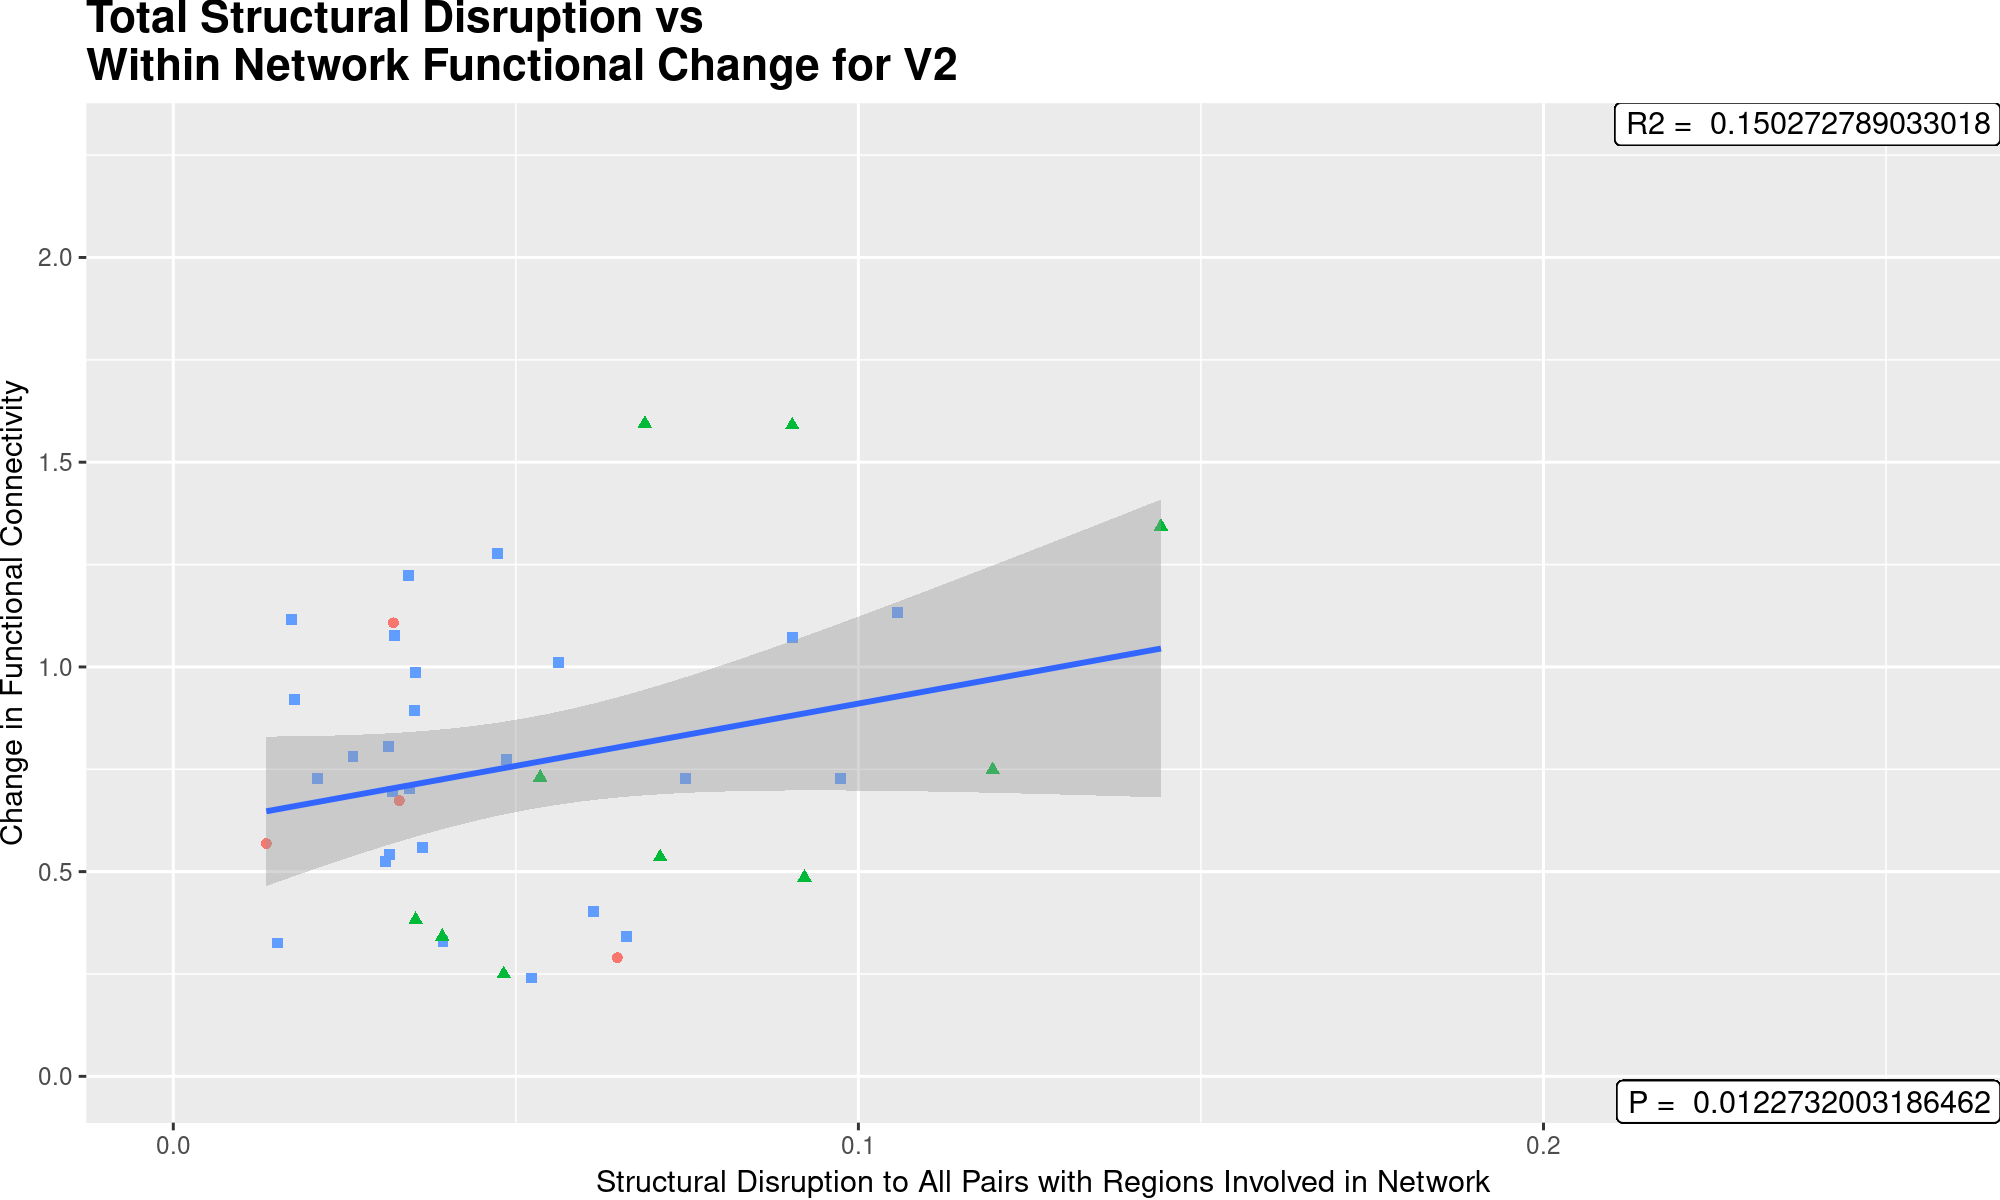 Total Structural Disruption vs
Within Network Functional Change for V2
R2 =  0.150272789033018
2.0
1.5
1.0
0.5
0.0
Change in Functional Connectivity
P =  0.0122732003186462
0.0
0.1
0.2
Structural Disruption to All Pairs with Regions Involved in Network